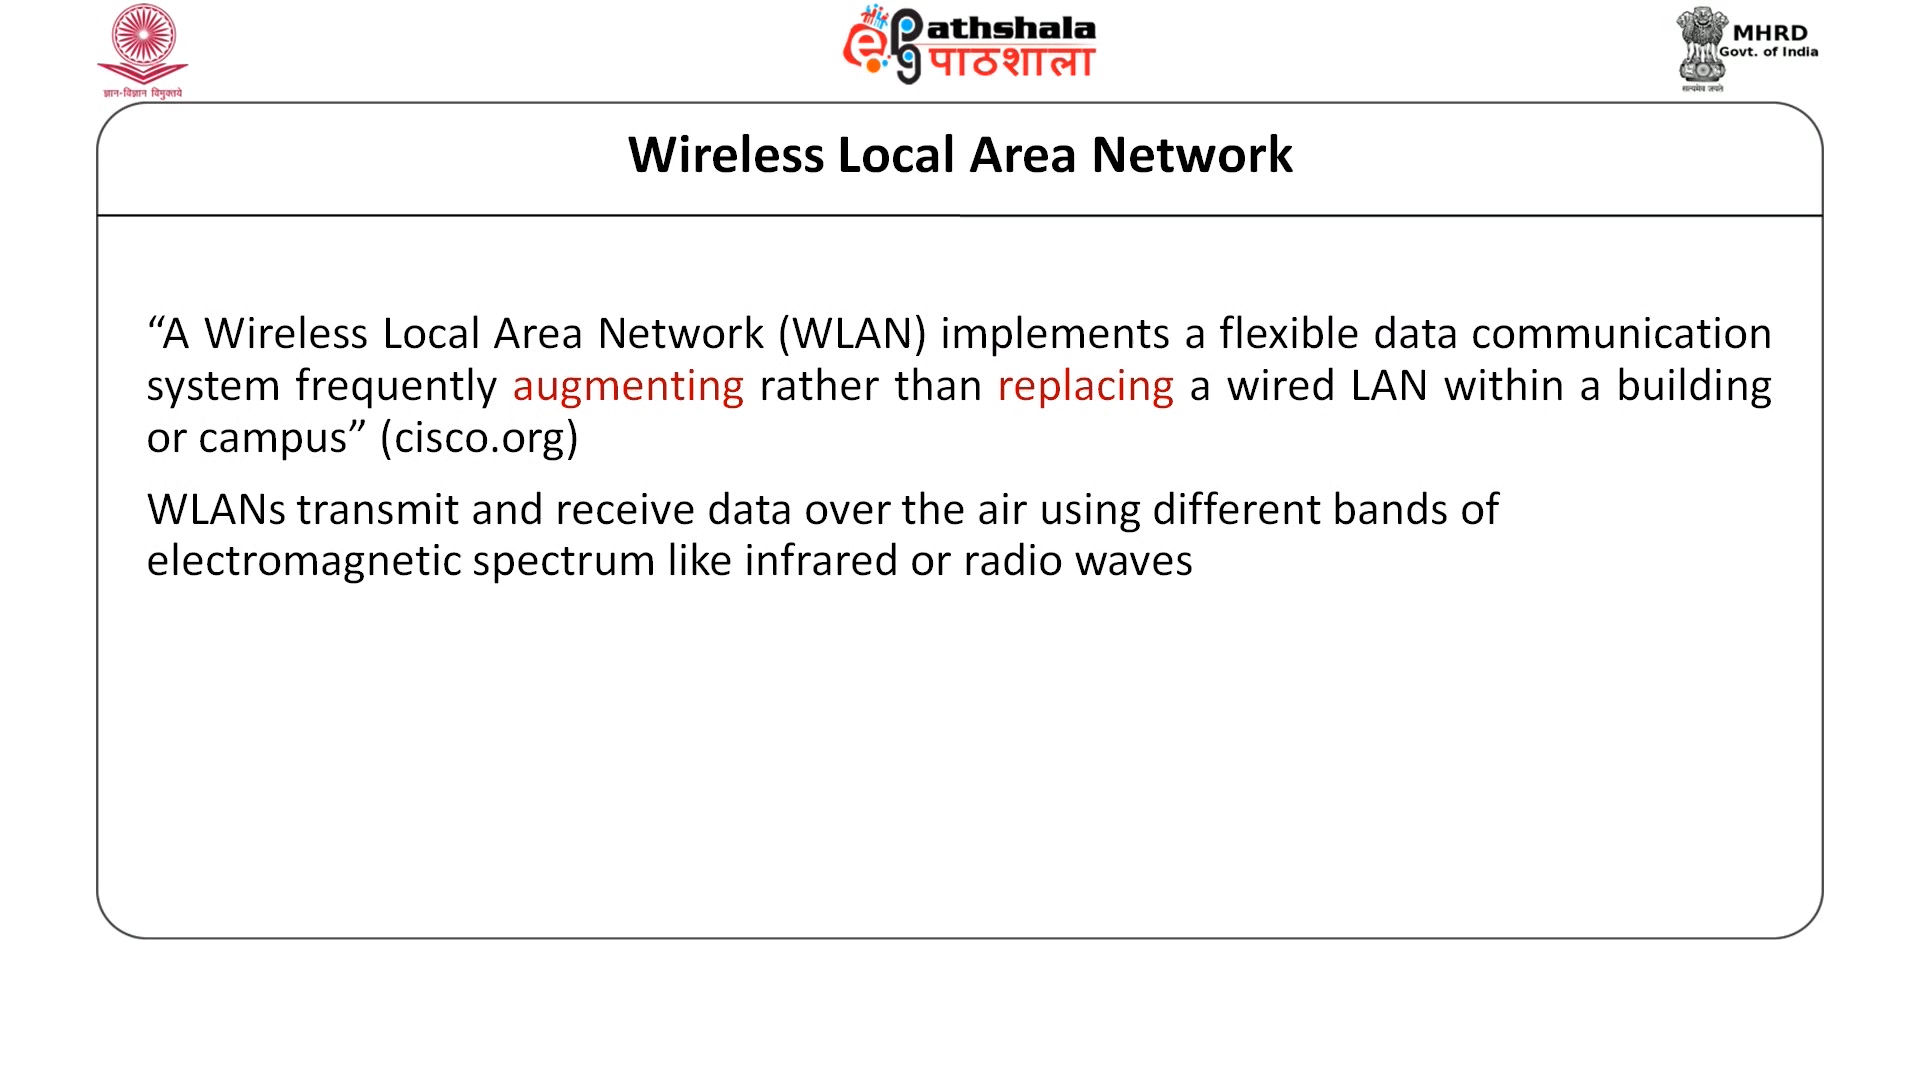 ज्ञान-विज्ञान विमुक्तये
ePathshala
पाठशाला
MHRD
Govt. of India
सत्यमेव जयते
Wireless Local Area Network
“A Wireless Local Area Network (WLAN) implements a flexible data communication
system frequently augmenting rather than replacing a wired LAN within a building
or campus” (cisco.org)
WLANs transmit and receive data over the air using different bands of
electromagnetic spectrum like infrared or radio waves